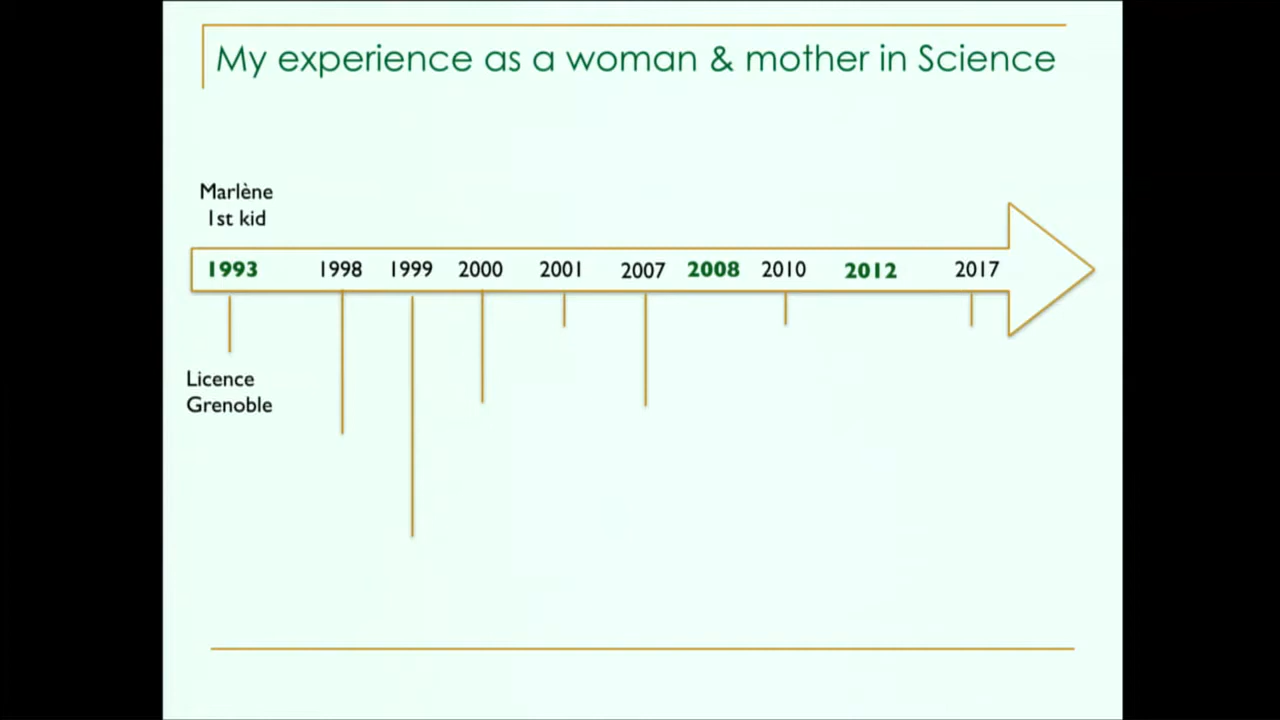 My experience as a woman & mother in Science
Marlène
1st kid
1993 1998 1999 2000 2001 2007 2008 2010 2012 2017
Licence
Grenoble